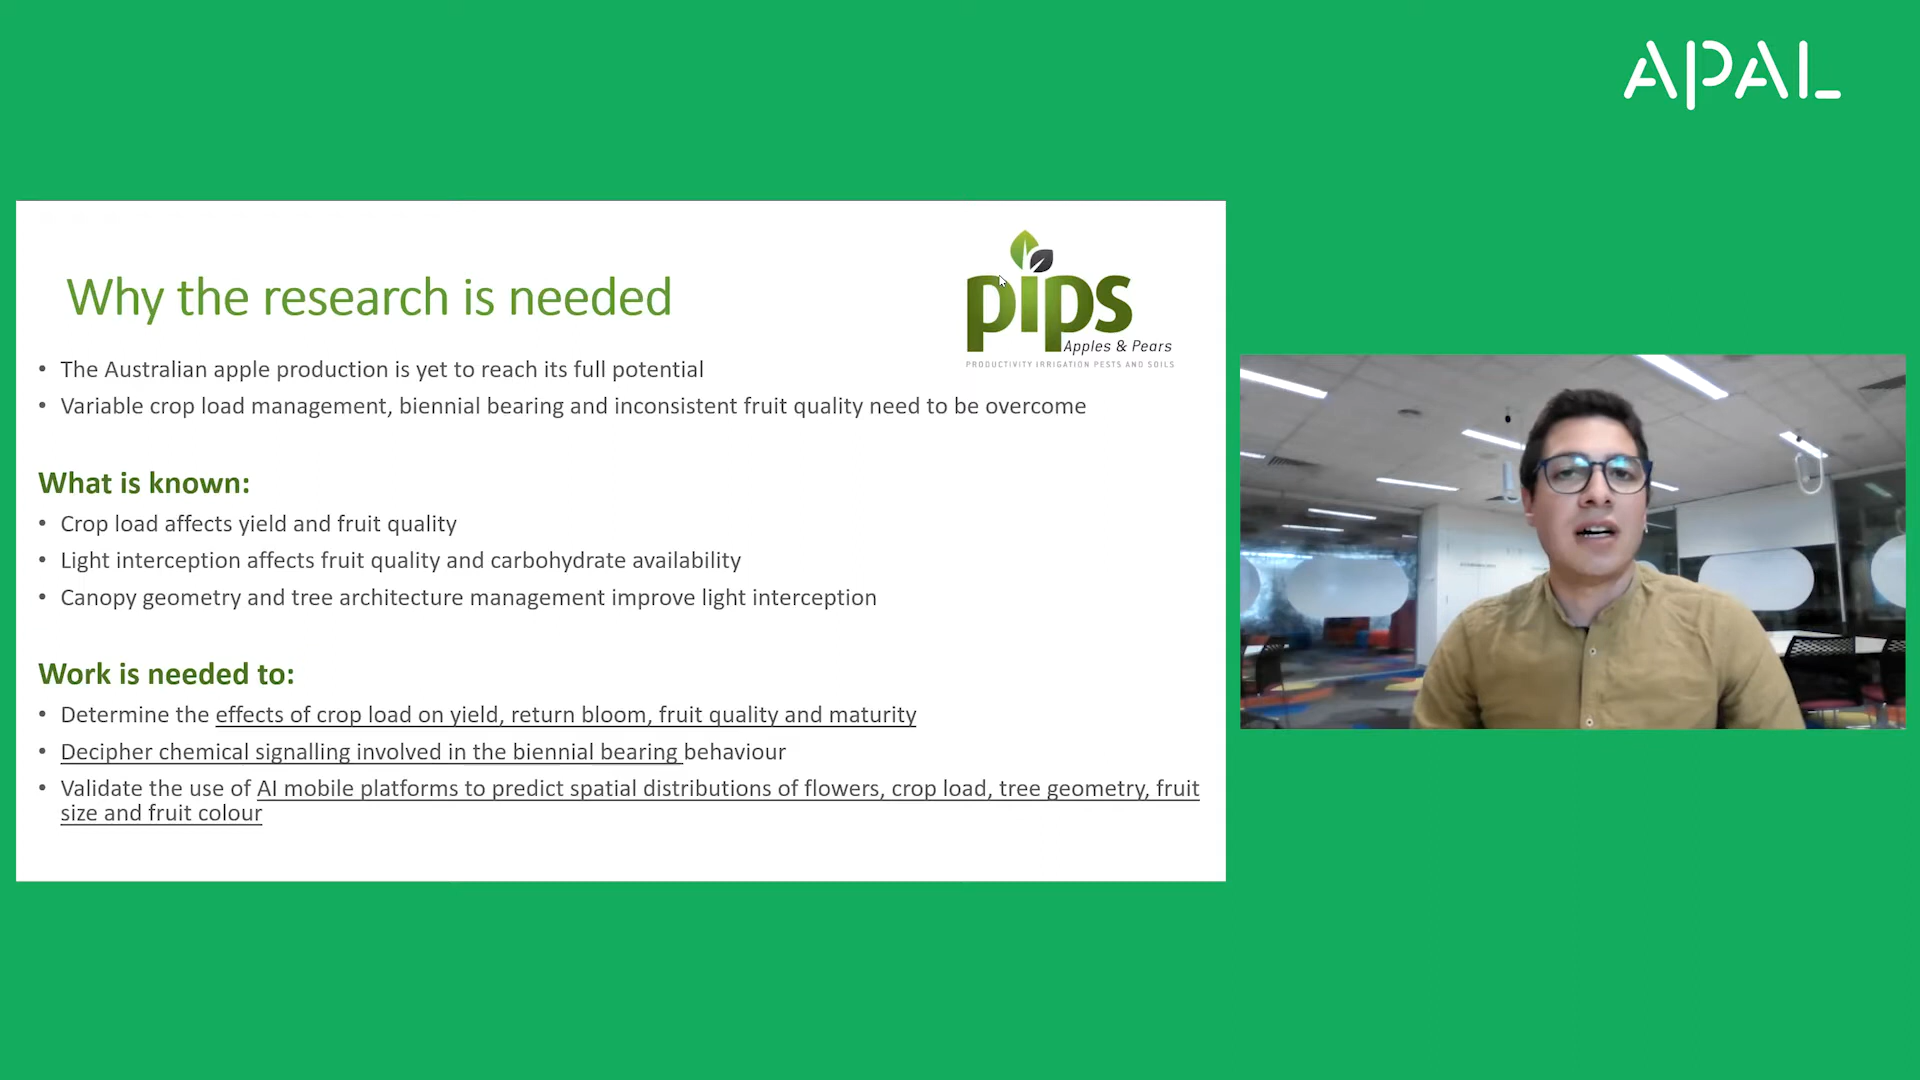 APAL
Why the research is needed
pips
Apples & Pears
PRODUCTIVITY IRRIGATION PESTS AND SOILS
• The Australian apple production is yet to reach its full potential
• Variable crop load management, biennial bearing and inconsistent fruit quality need to be overcome
What is known:
• Crop load affects yield and fruit quality
• Light interception affects fruit quality and carbohydrate availability
• Canopy geometry and tree architecture management improve light interception
Work is needed to:
• Determine the effects of crop load on yield, return bloom, fruit quality and maturity
• Decipher chemical signalling involved in the biennial bearing behaviour
• Validate the use of AI mobile platforms to predict spatial distributions of flowers, crop load, tree geometry, fruit
size and fruit colour